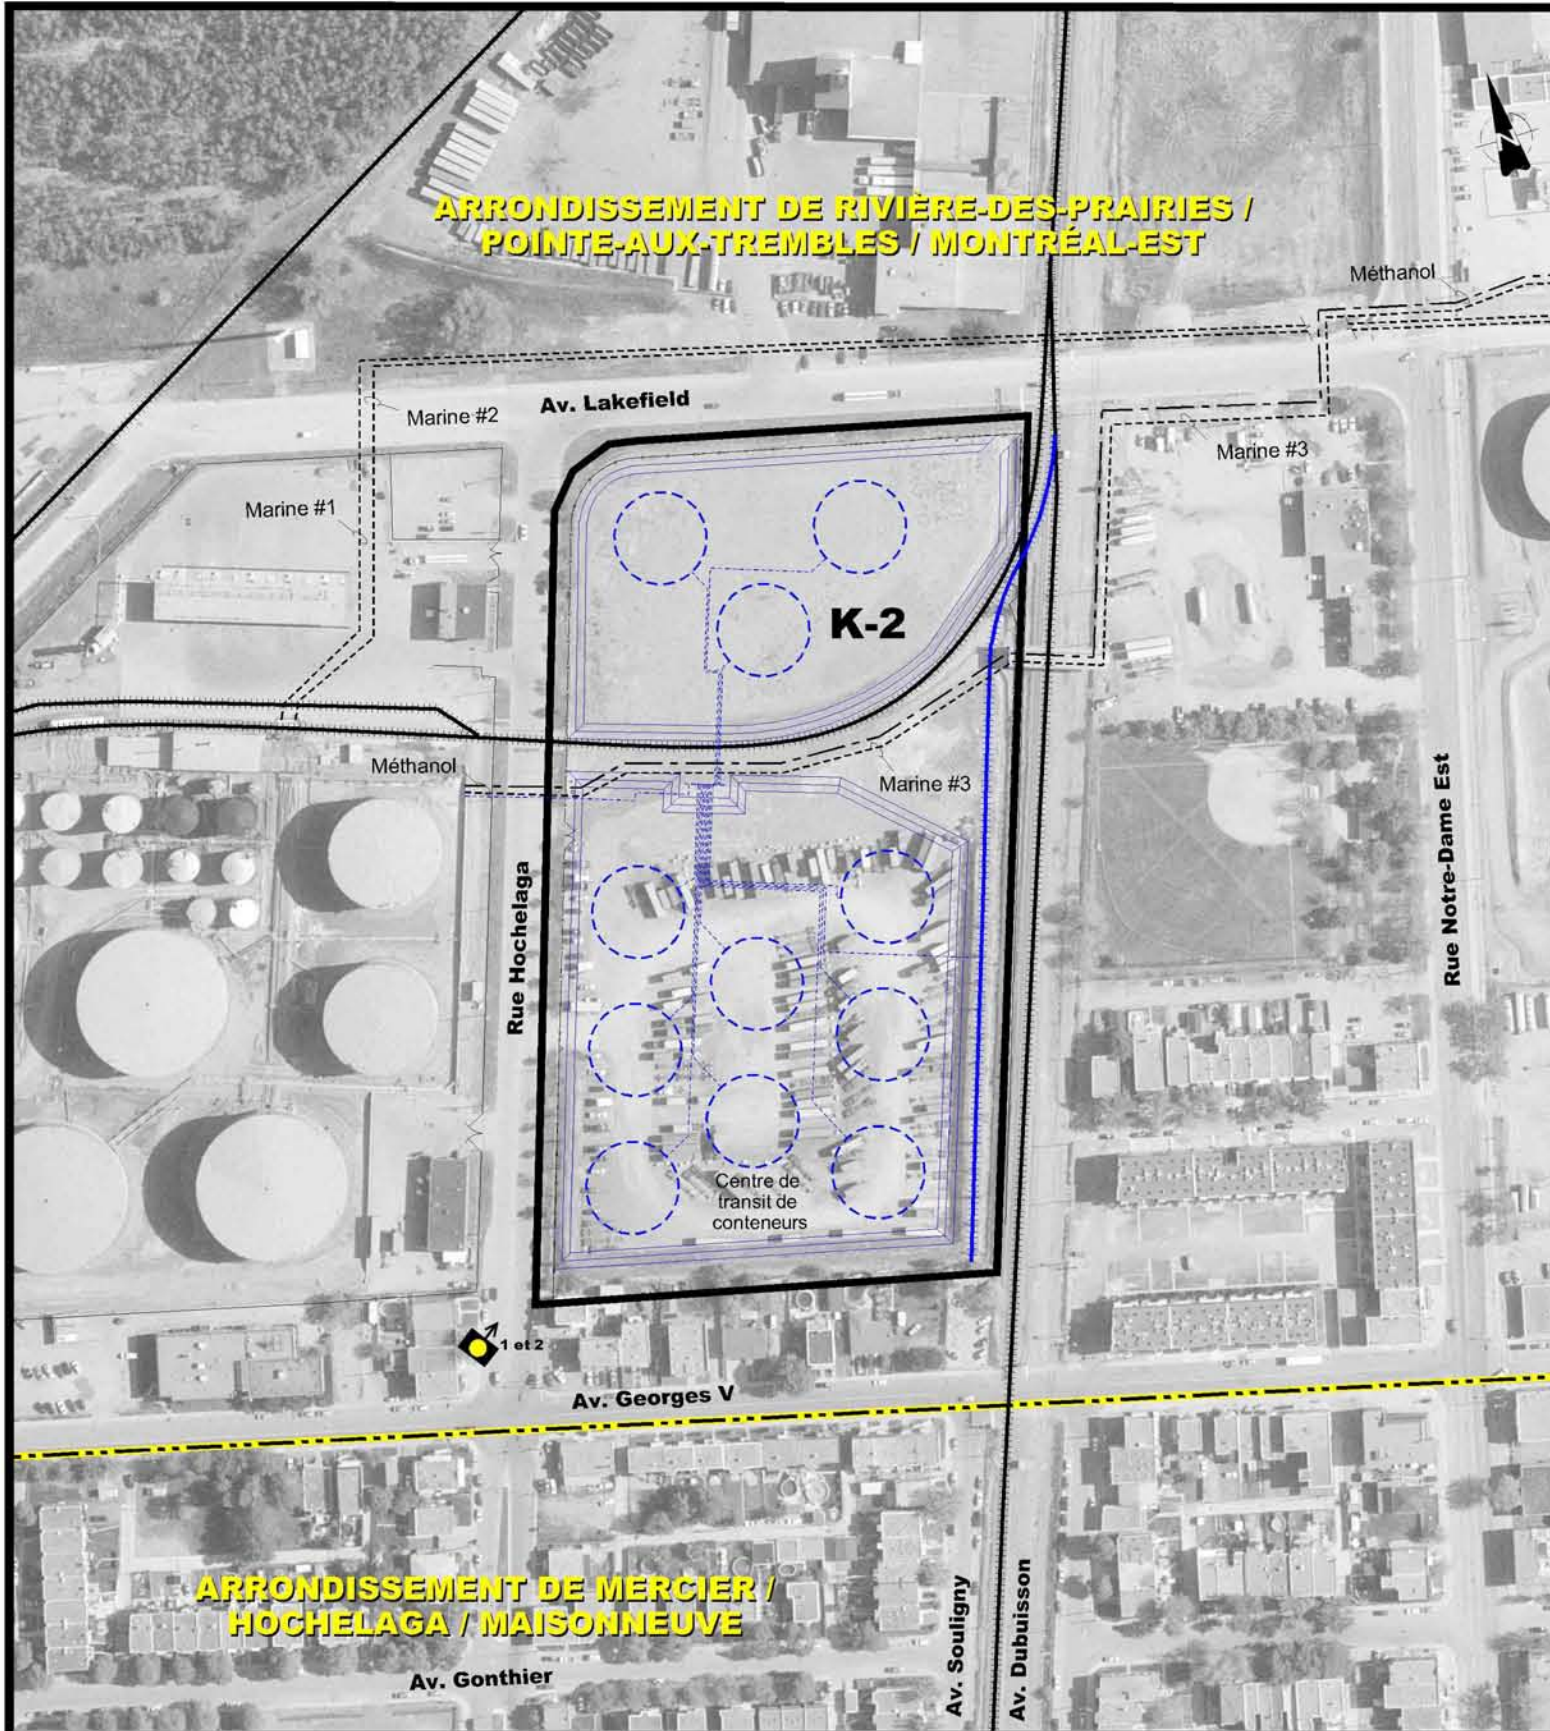 ARRONDISSEMENT DE RIVIÈRE-DES-PRAIRIES /
POINTE-AUX-TREMBLES / MONTRÉAL-EST
Méthanol
N
Av. Lakefield
Marine #2
Marine #3
Marine #1
K-2
Méthanol
Marine #3
Rue Hochelaga
Rue Notre-Dame Est
Centre de
transit de
conteneurs
1 et 2
Av. Georges V
ARRONDISSEMENT DE MERCIER /
HOCHELAGA / MAISONNEUVE
Av. Gonthier
Av. Souligny
Av. Dubuisson